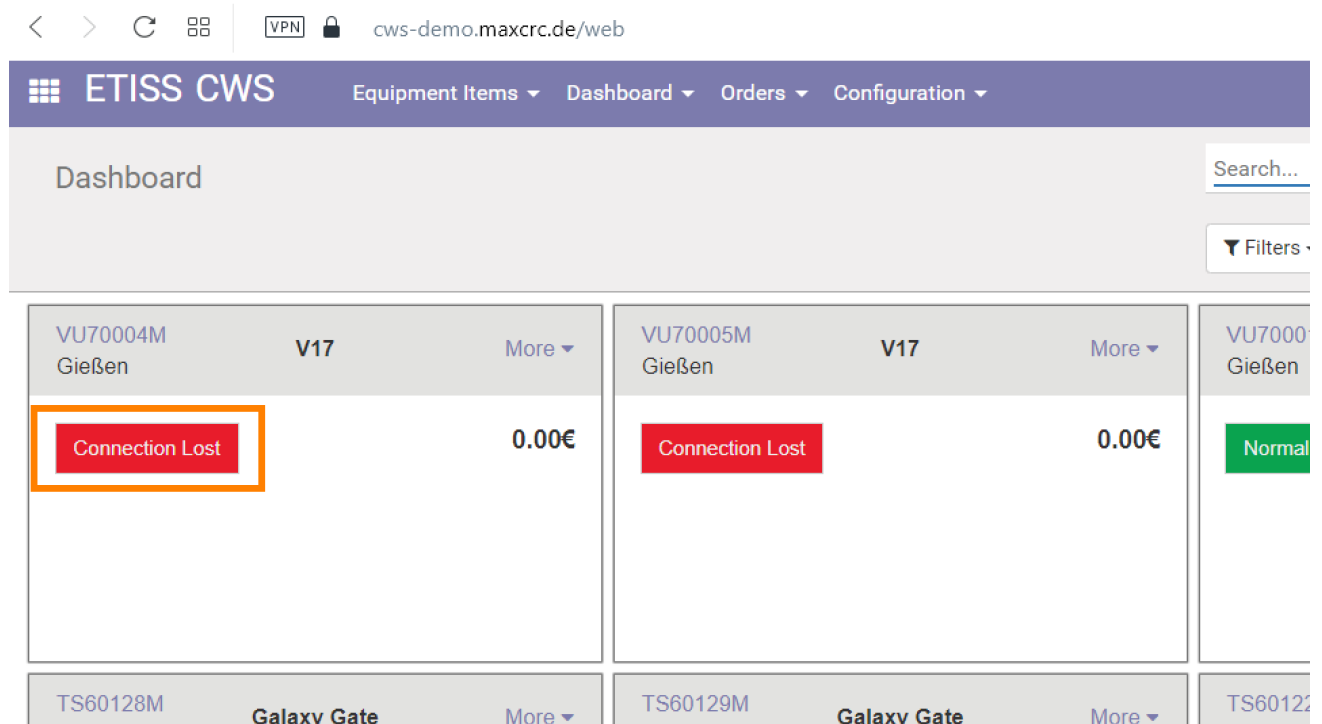 VPN cws-demo.maxcrc.de/web
ETISS CWS Equipment Items Dashboard Orders Configuration
Dashboard
Search...
Filters
VU70004M
Gießen
V17
More
Connection Lost
0.00€
VU70005M
Gießen
V17
More
Connection Lost
0.00€
Gießen
Normal
TS60128M
Galaxy Gate
More
TS60129M
Galaxy Gate
More